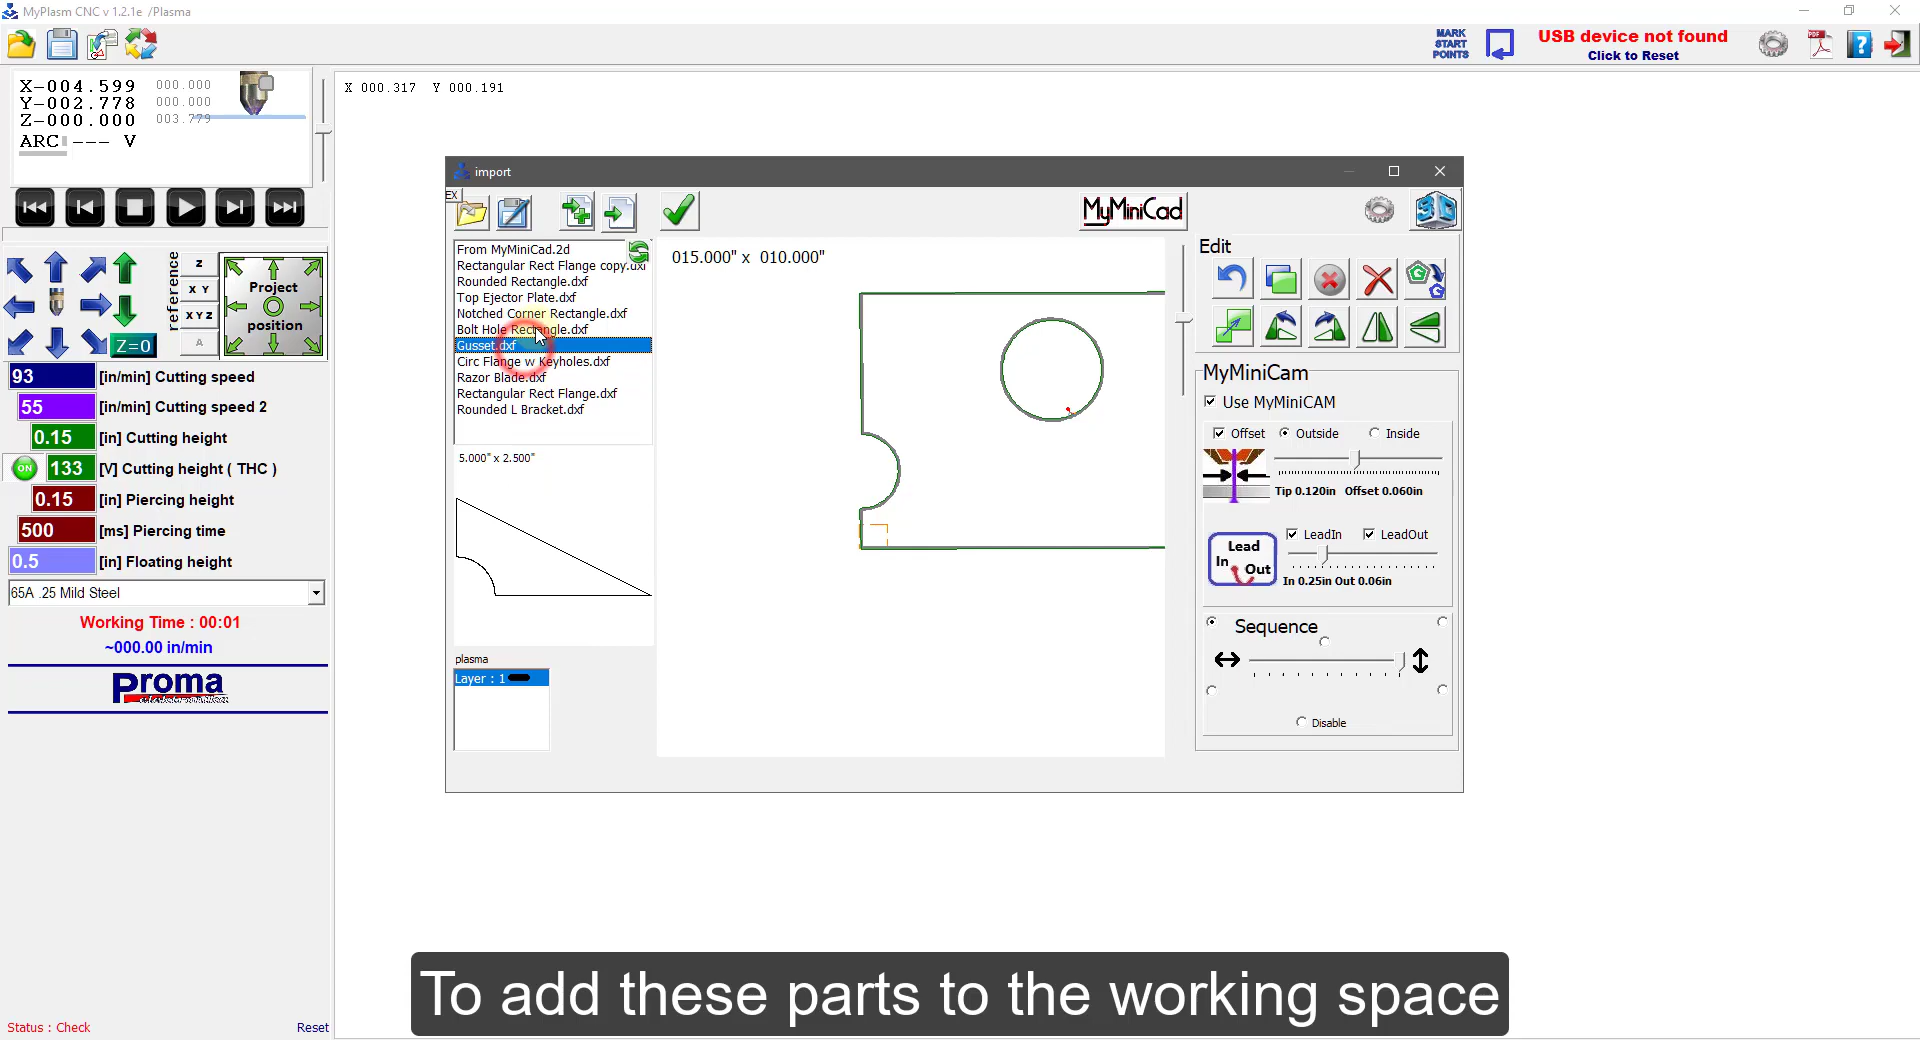 MyPlasm CNC v 1.2.1e /Plasma
MARK
START
POINTS
USB device not found
Click to Reset
PDF
X-004.599 000.000
Y-002.778 000.000
Z-000.000 003.779
ARC --- V
X 000.317 Y 000.191
reference
Z
X Y
X Y Z
A
Z=0
Project
position
93 [in/min] Cutting speed
55 [in/min] Cutting speed 2
0.15 [in] Cutting height
ON 133 [V] Cutting height ( THC )
0.15 [in] Piercing height
500 [ms] Piercing time
0.5 [in] Floating height
65A .25 Mild Steel
Working Time : 00:01
~000.00 in/min
Proma
Status : Check
Reset
import
EX
MyMiniCad
3D
From MyMiniCad.2d
Rectangular Rect Flange copy.dxf
Rounded Rectangle.dxf
Top Ejector Plate.dxf
Notched Corner Rectangle.dxf
Bolt Hole Rectangle.dxf
Gusset.dxf
Circ Flange w Keyholes.dxf
Razor Blade.dxf
Rectangular Rect Flange.dxf
Rounded L Bracket.dxf
5.000" x 2.500"
plasma
Layer : 1
015.000" x 010.000"
Edit
MyMiniCam
Use MyMiniCAM
Offset Outside Inside
Tip 0.120in Offset 0.060in
Lead
In
Out
LeadIn LeadOut
In 0.25in Out 0.06in
Sequence
Disable
To add these parts to the working space